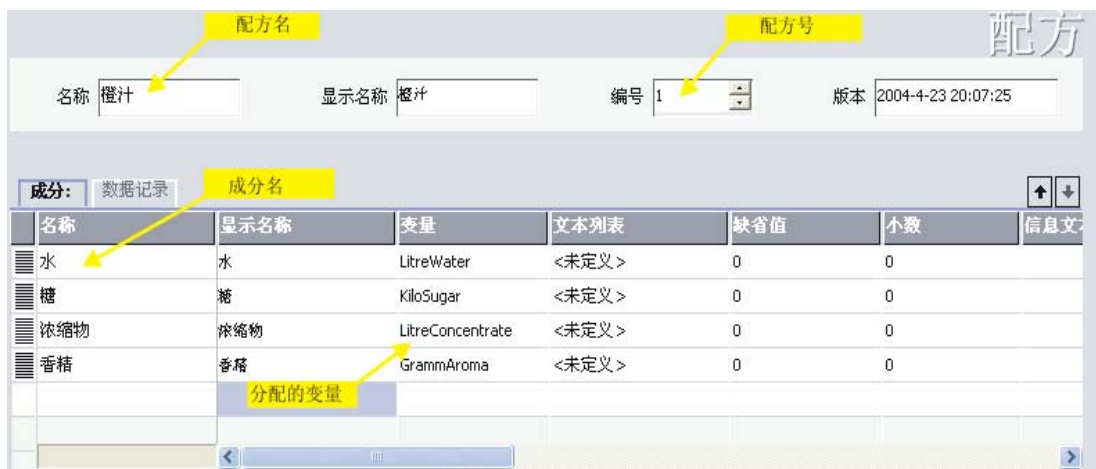 配方名 配方号 配方
名称 橙汁 显示名称 橙汁 编号 1 版本 2004-4-23 20:07:25
成分: 数据记录 成分名
名称 显示名称 变量 文本列表 缺省值 小数 信息文
水 水 LitreWater <未定义> 0 0
糖 糖 KiloSugar <未定义> 0 0
浓缩物 浓缩物 LitreConcentrate <未定义> 0 0
香精 香精 GrammAroma <未定义> 0 0
分配的变量